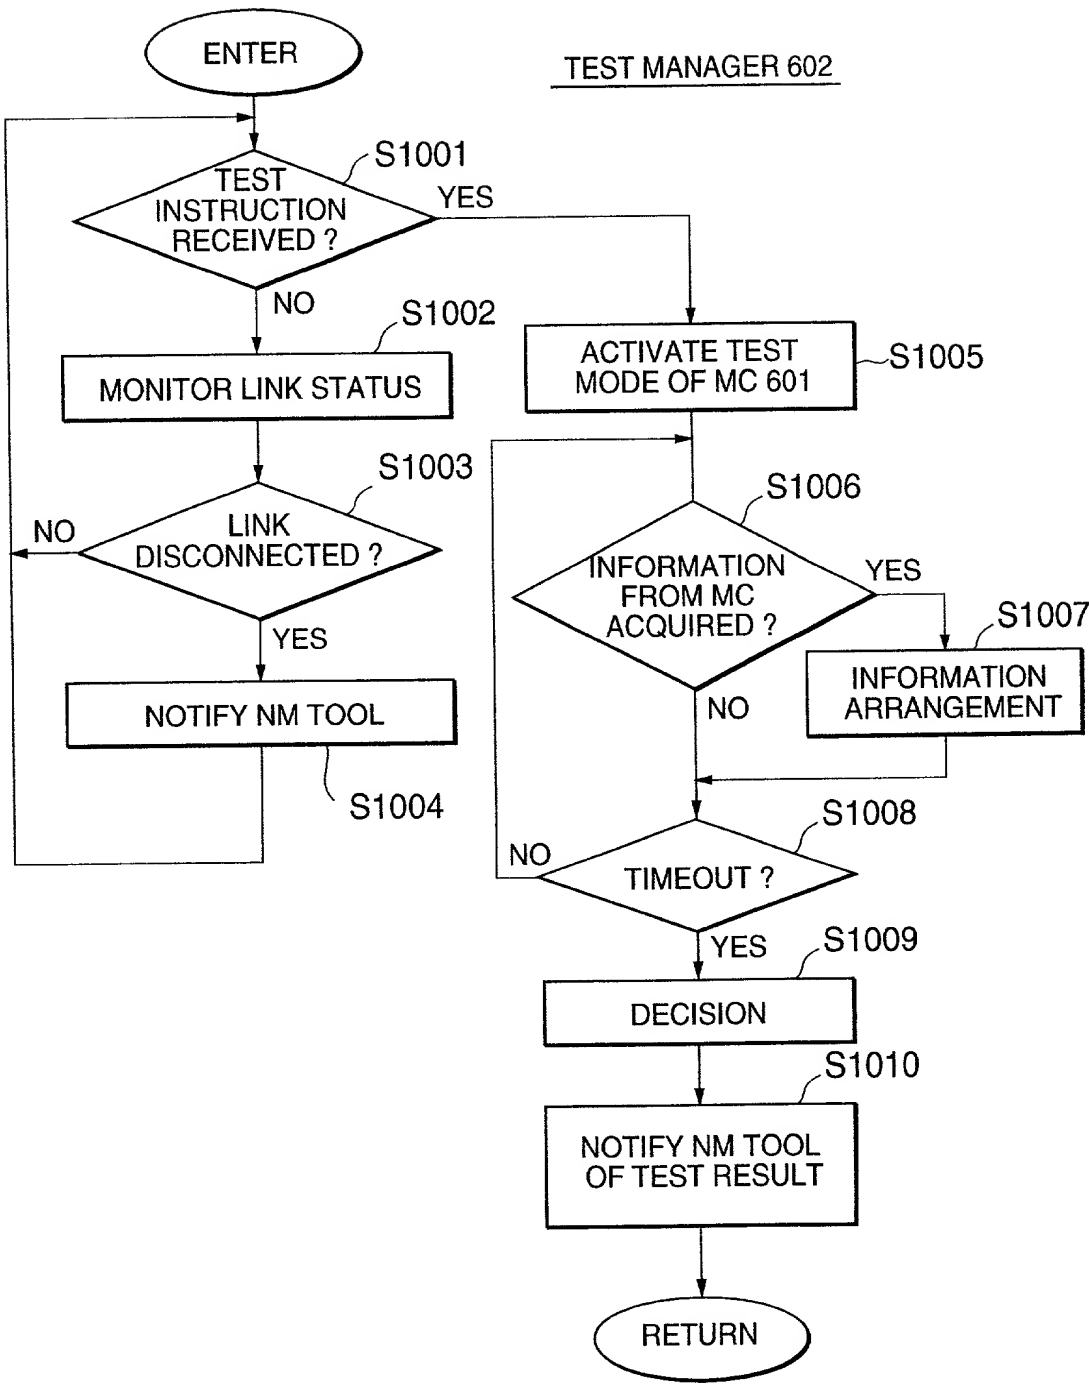 ENTER
TEST MANAGER 602
S1001
TEST
INSTRUCTION
RECEIVED ?
YES
NO
S1002
MONITOR LINK STATUS
S1003
LINK
DISCONNECTED ?
NO
YES
NOTIFY NM TOOL
S1004
ACTIVATE TEST
MODE OF MC 601
S1005
S1006
INFORMATION
FROM MC
ACQUIRED ?
YES
NO
S1007
INFORMATION
ARRANGEMENT
S1008
TIMEOUT ?
NO
YES
S1009
DECISION
S1010
NOTIFY NM TOOL
OF TEST RESULT
RETURN